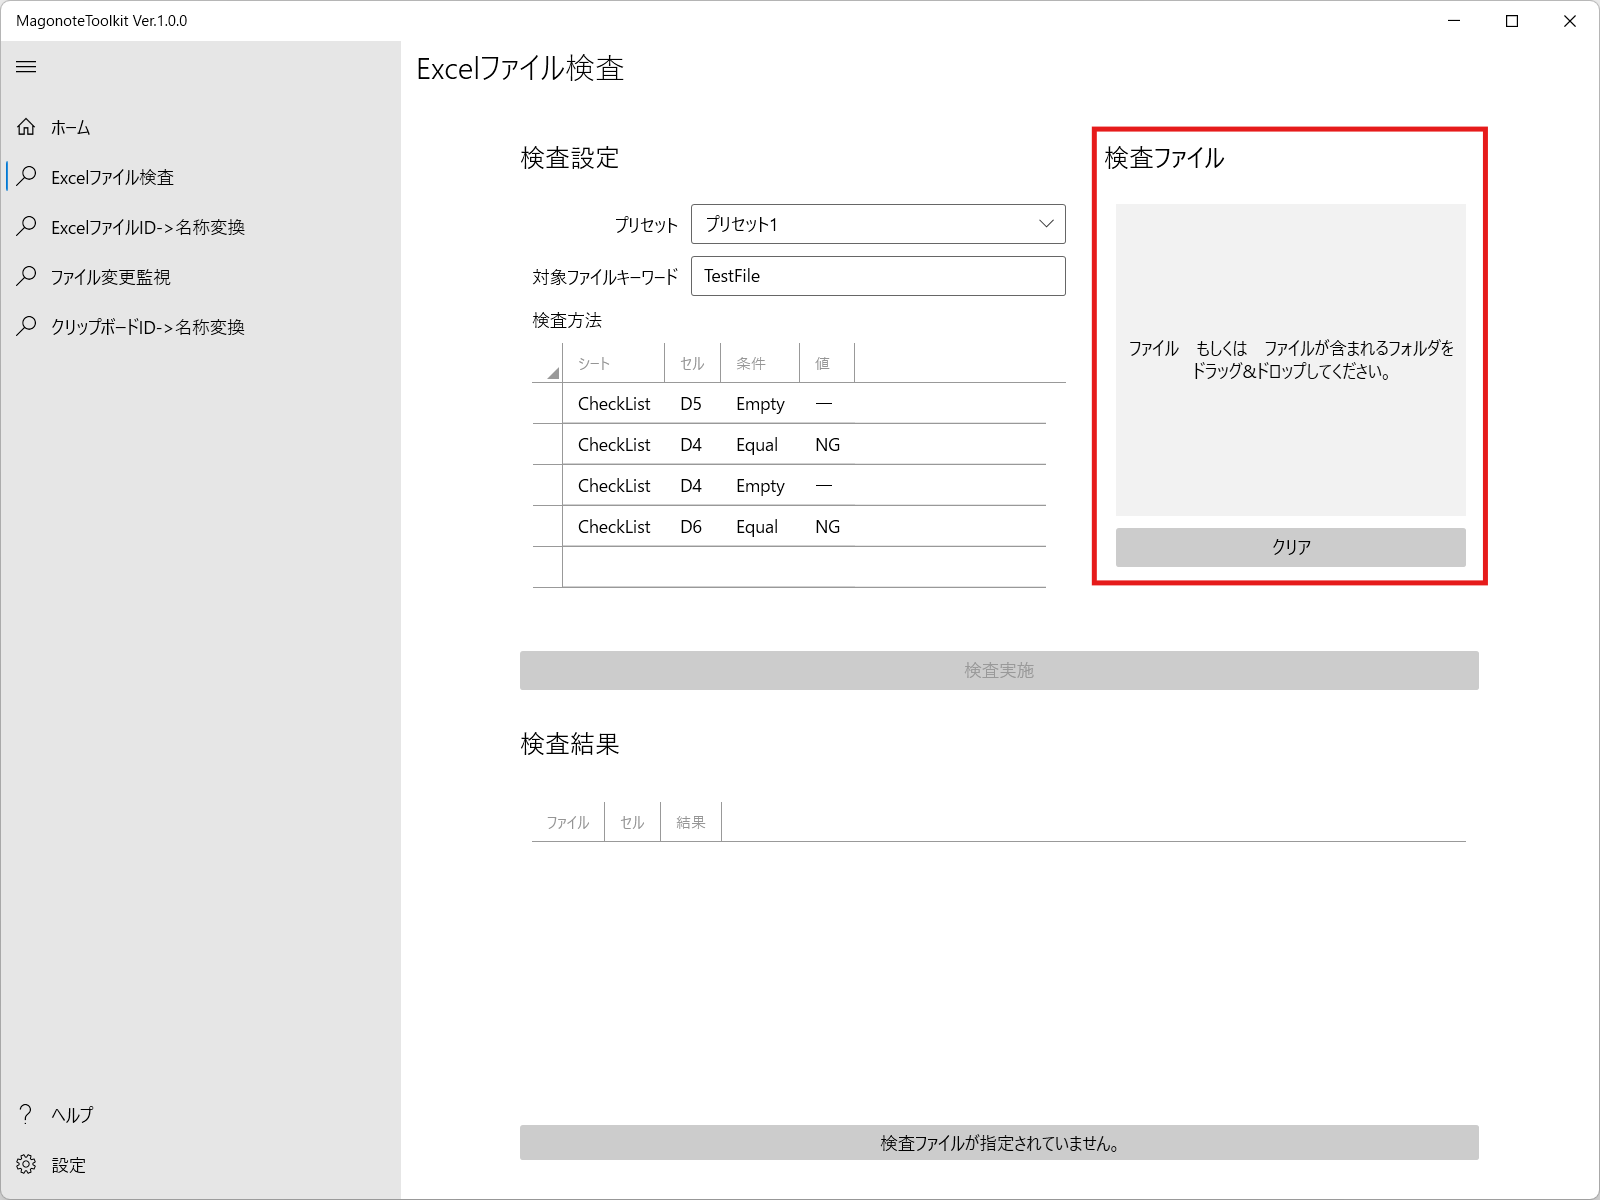 MagonoteToolkit Ver.1.0.0
ホーム
Excelファイル検査
ExcelファイルID->名称変換
ファイル変更監視
クリップボードID->名称変換
ヘルプ
設定
Excelファイル検査
検査設定
プリセット プリセット1
対象ファイルキーワード TestFile
検査方法
シート セル 条件 値
CheckList D5 Empty —
CheckList D4 Equal NG
CheckList D4 Empty —
CheckList D6 Equal NG
検査ファイル
ファイル　もしくは　ファイルが含まれるフォルダを
ドラッグ&ドロップしてください。
クリア
検査実施
検査結果
ファイル セル 結果
検査ファイルが指定されていません。